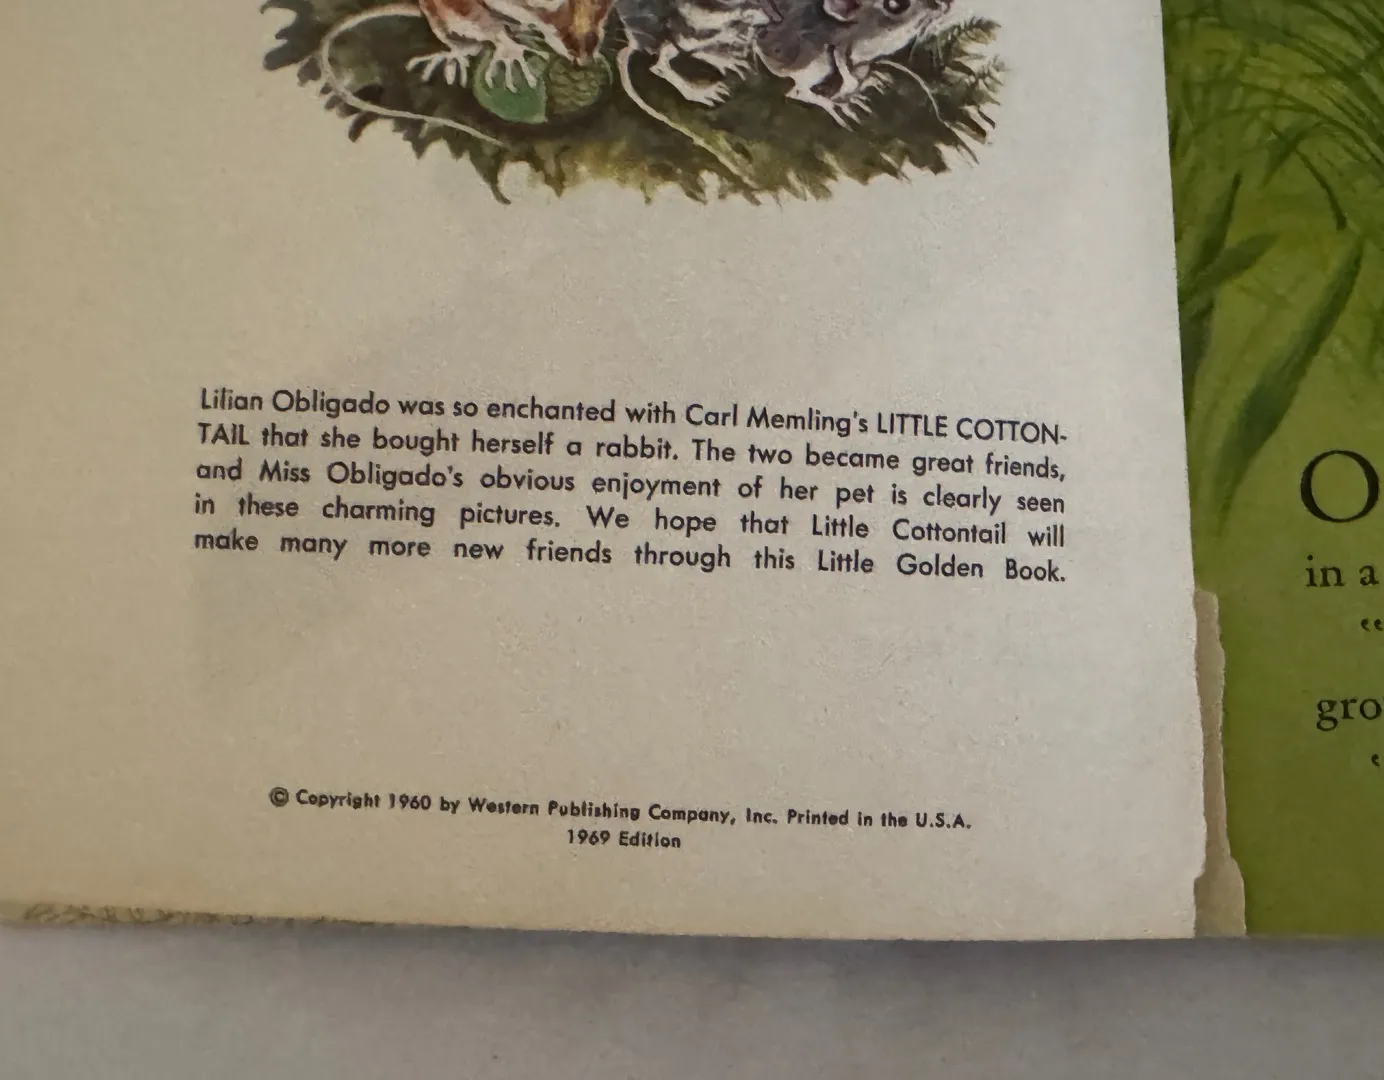 Lilian Obligado was so enchanted with Carl Memling's LITTLE COTTON-
TAIL that she bought herself a rabbit. The two became great friends,
and Miss Obligado's obvious enjoyment of her pet is clearly seen
in these charming pictures. We hope that Little Cottontail will
make many more new friends through this Little Golden Book.
© Copyright 1960 by Western Publishing Company, Inc. Printed in the U.S.A.
1969 Edition
O
in a
“
gro